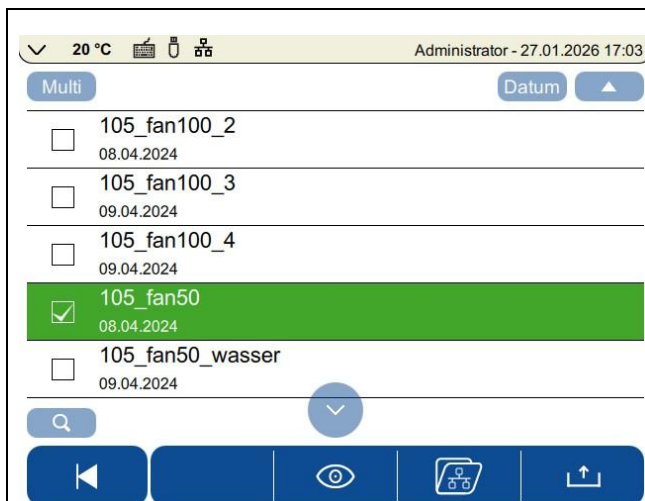 20 °C Administrator - 27.01.2026 17:03
Multi Datum
105_fan100_2
08.04.2024
105_fan100_3
09.04.2024
105_fan100_4
09.04.2024
105_fan50
08.04.2024
105_fan50_wasser
09.04.2024